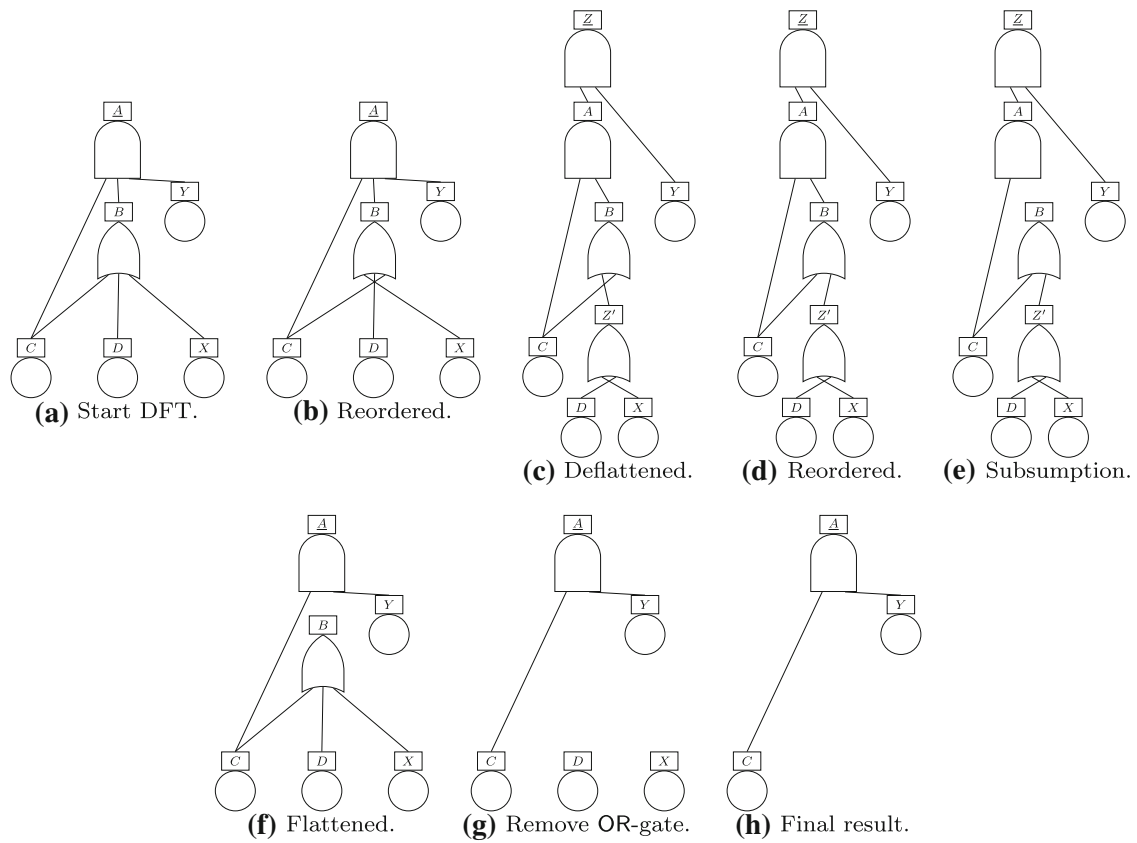 Z Z Z
A A A A A
Y Y Y Y Y
B B B B B
Z' Z' Z'
C D X C D X C C C
D X D X D X
(a) Start DFT. (b) Reordered.
(c) Deflattened. (d) Reordered. (e) Subsumption.
A A A
Y Y Y
B
C D X C D X C
(f) Flattened. (g) Remove OR-gate. (h) Final result.